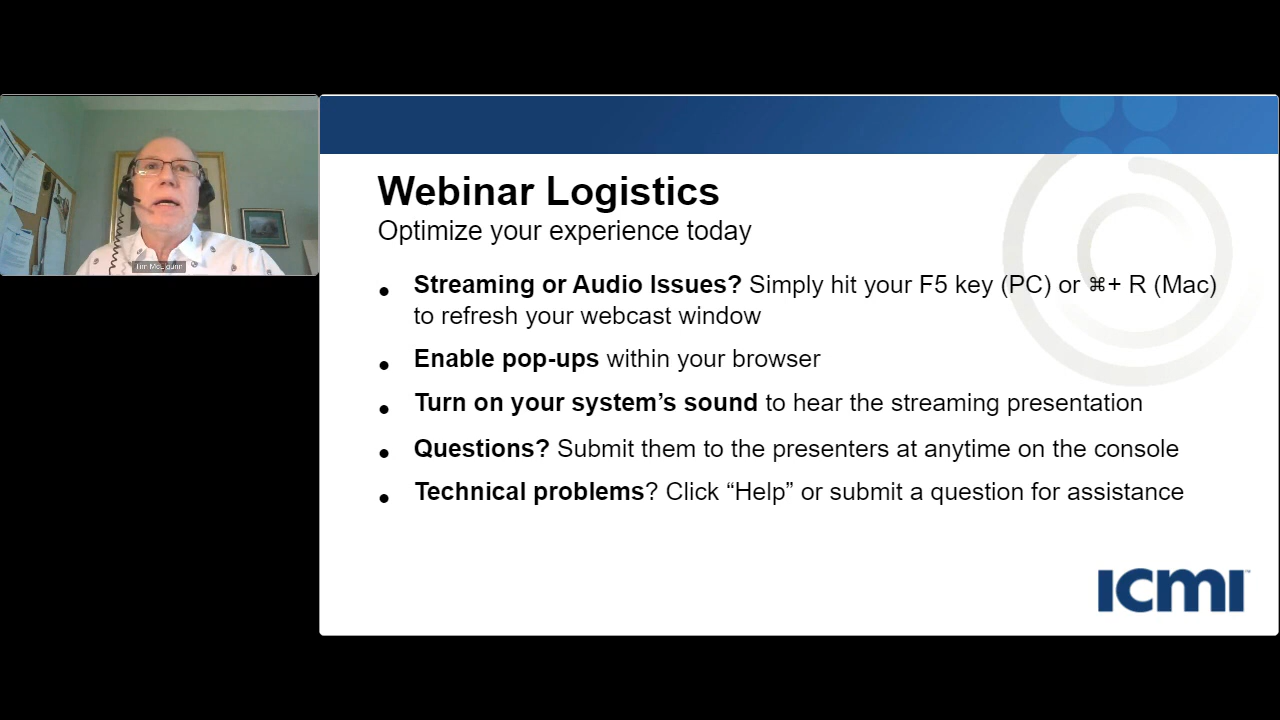 Webinar Logistics
Optimize your experience today
• Streaming or Audio Issues? Simply hit your F5 key (PC) or ⌘+ R (Mac)
to refresh your webcast window
• Enable pop-ups within your browser
• Turn on your system’s sound to hear the streaming presentation
• Questions? Submit them to the presenters at anytime on the console
• Technical problems? Click “Help” or submit a question for assistance
ICMI™